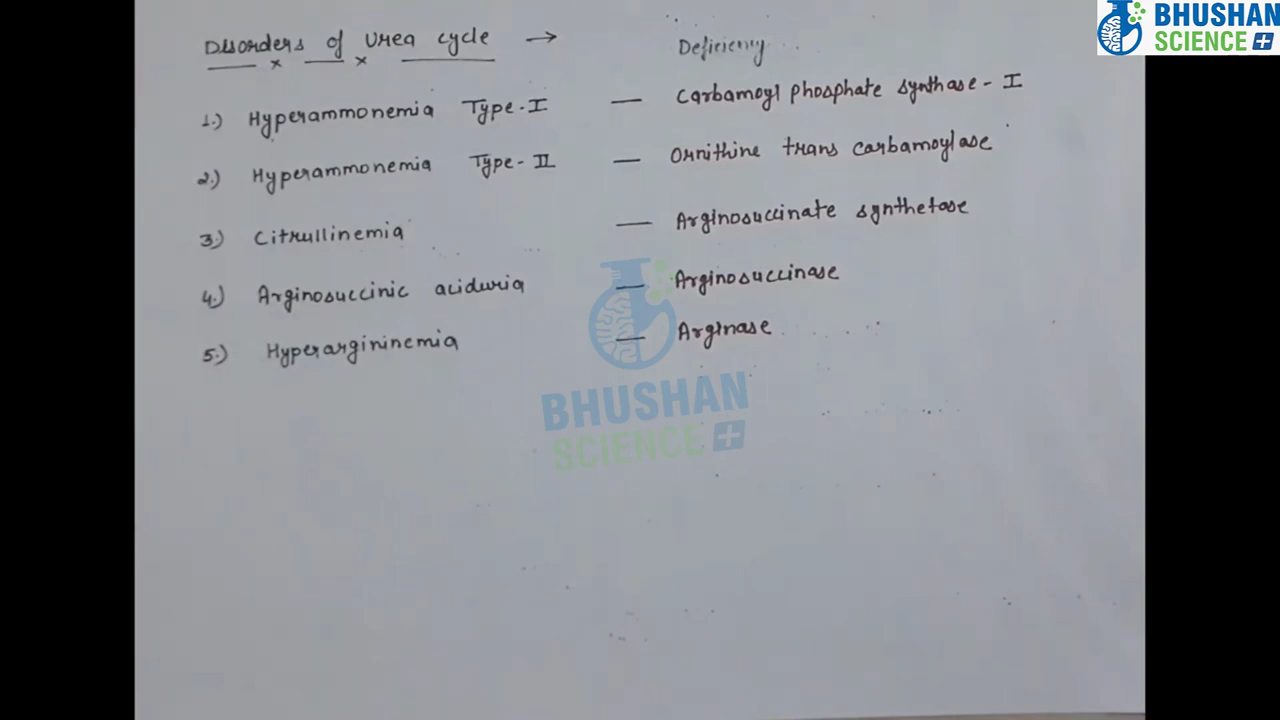 BHUSHAN
SCIENCE+
Disorders of Urea cycle → Deficiency
1.) Hyperammonemia Type-I — Carbamoyl phosphate synthase-I
2.) Hyperammonemia Type-II — Ornithine trans carbamoylase
3.) Citrullinemia — Arginosuccinate synthetase
4.) Arginosuccinic aciduria — Arginosuccinase
5.) Hyperargininemia — Arginase
BHUSHAN
SCIENCE+